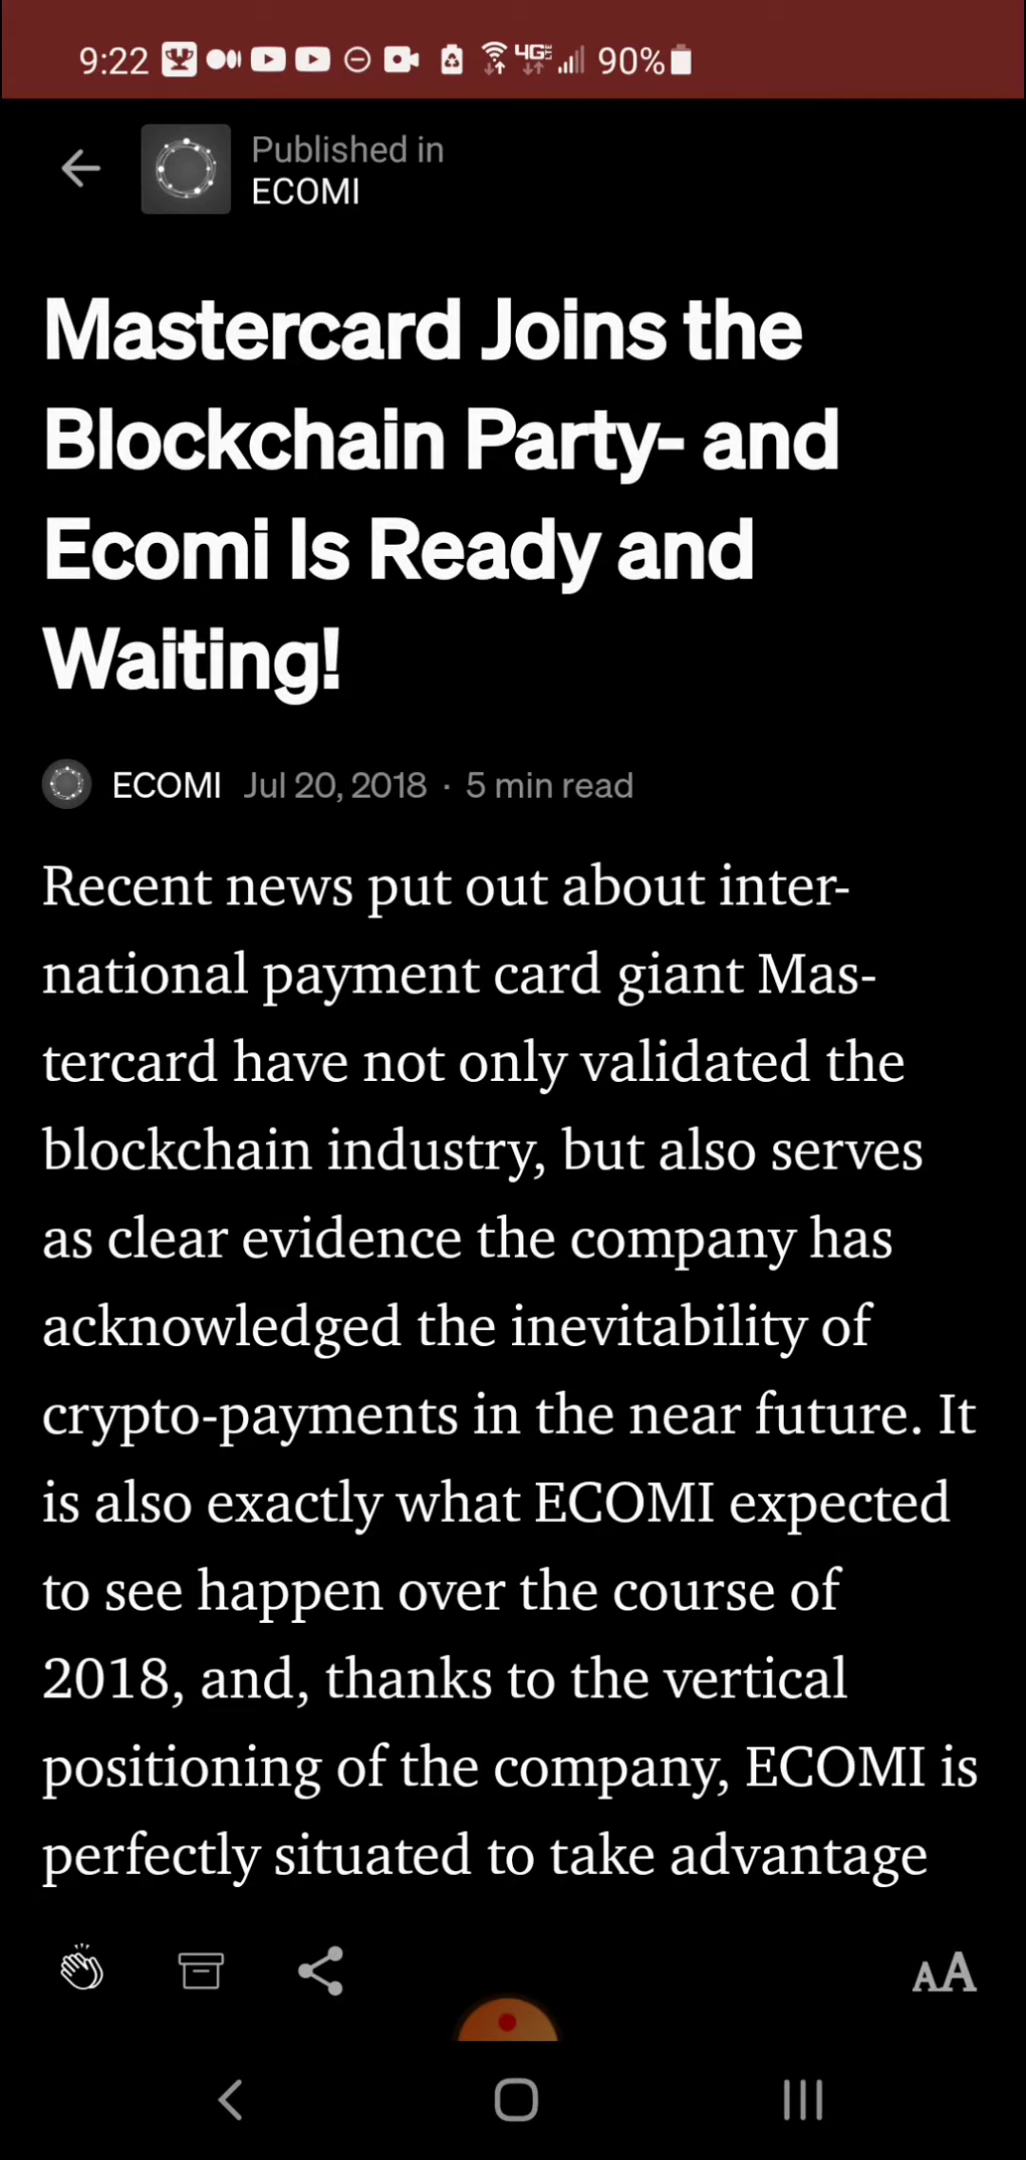 9:22 4G 90%
Published in
ECOMI
Mastercard Joins the
Blockchain Party- and
Ecomi Is Ready and
Waiting!
ECOMI Jul 20, 2018 · 5 min read
Recent news put out about inter-
national payment card giant Mas-
tercard have not only validated the
blockchain industry, but also serves
as clear evidence the company has
acknowledged the inevitability of
crypto-payments in the near future. It
is also exactly what ECOMI expected
to see happen over the course of
2018, and, thanks to the vertical
positioning of the company, ECOMI is
perfectly situated to take advantage
AA